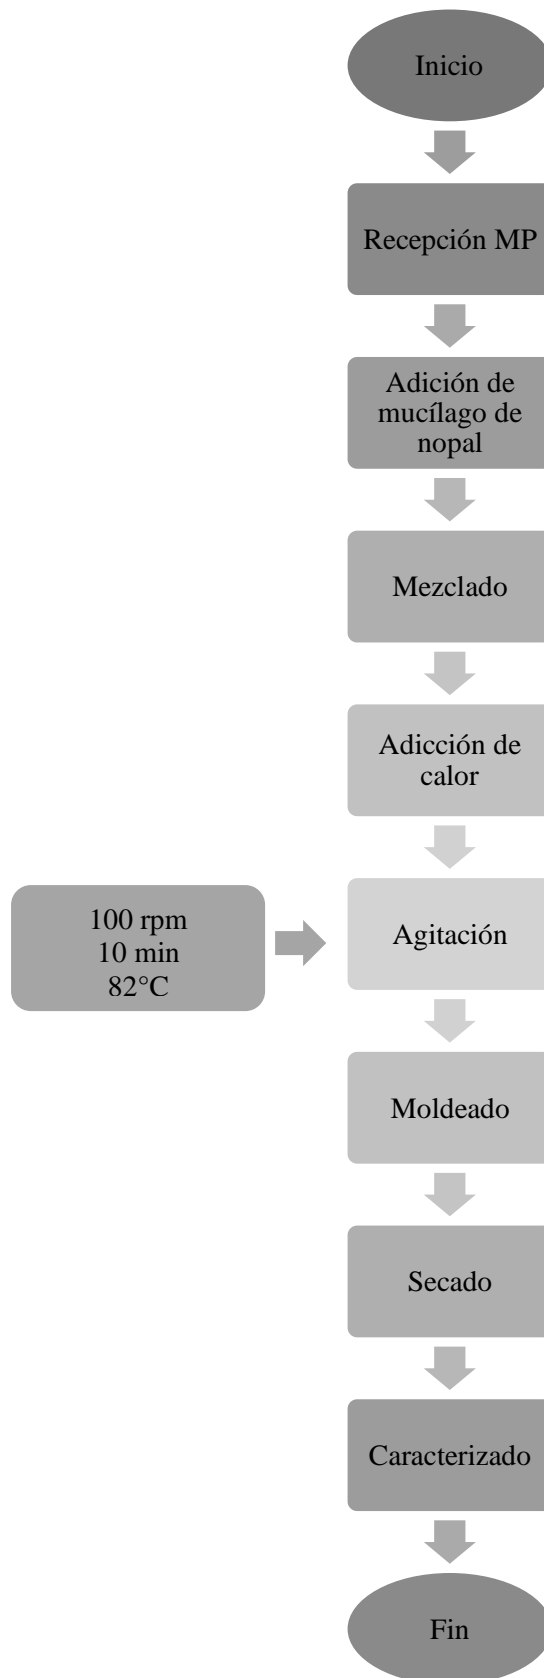 Inicio
Recepción MP
Adición de
mucílago de
nopal
Mezclado
Adicción de
calor
100 rpm
10 min
82°C
Agitación
Moldeado
Secado
Caracterizado
Fin